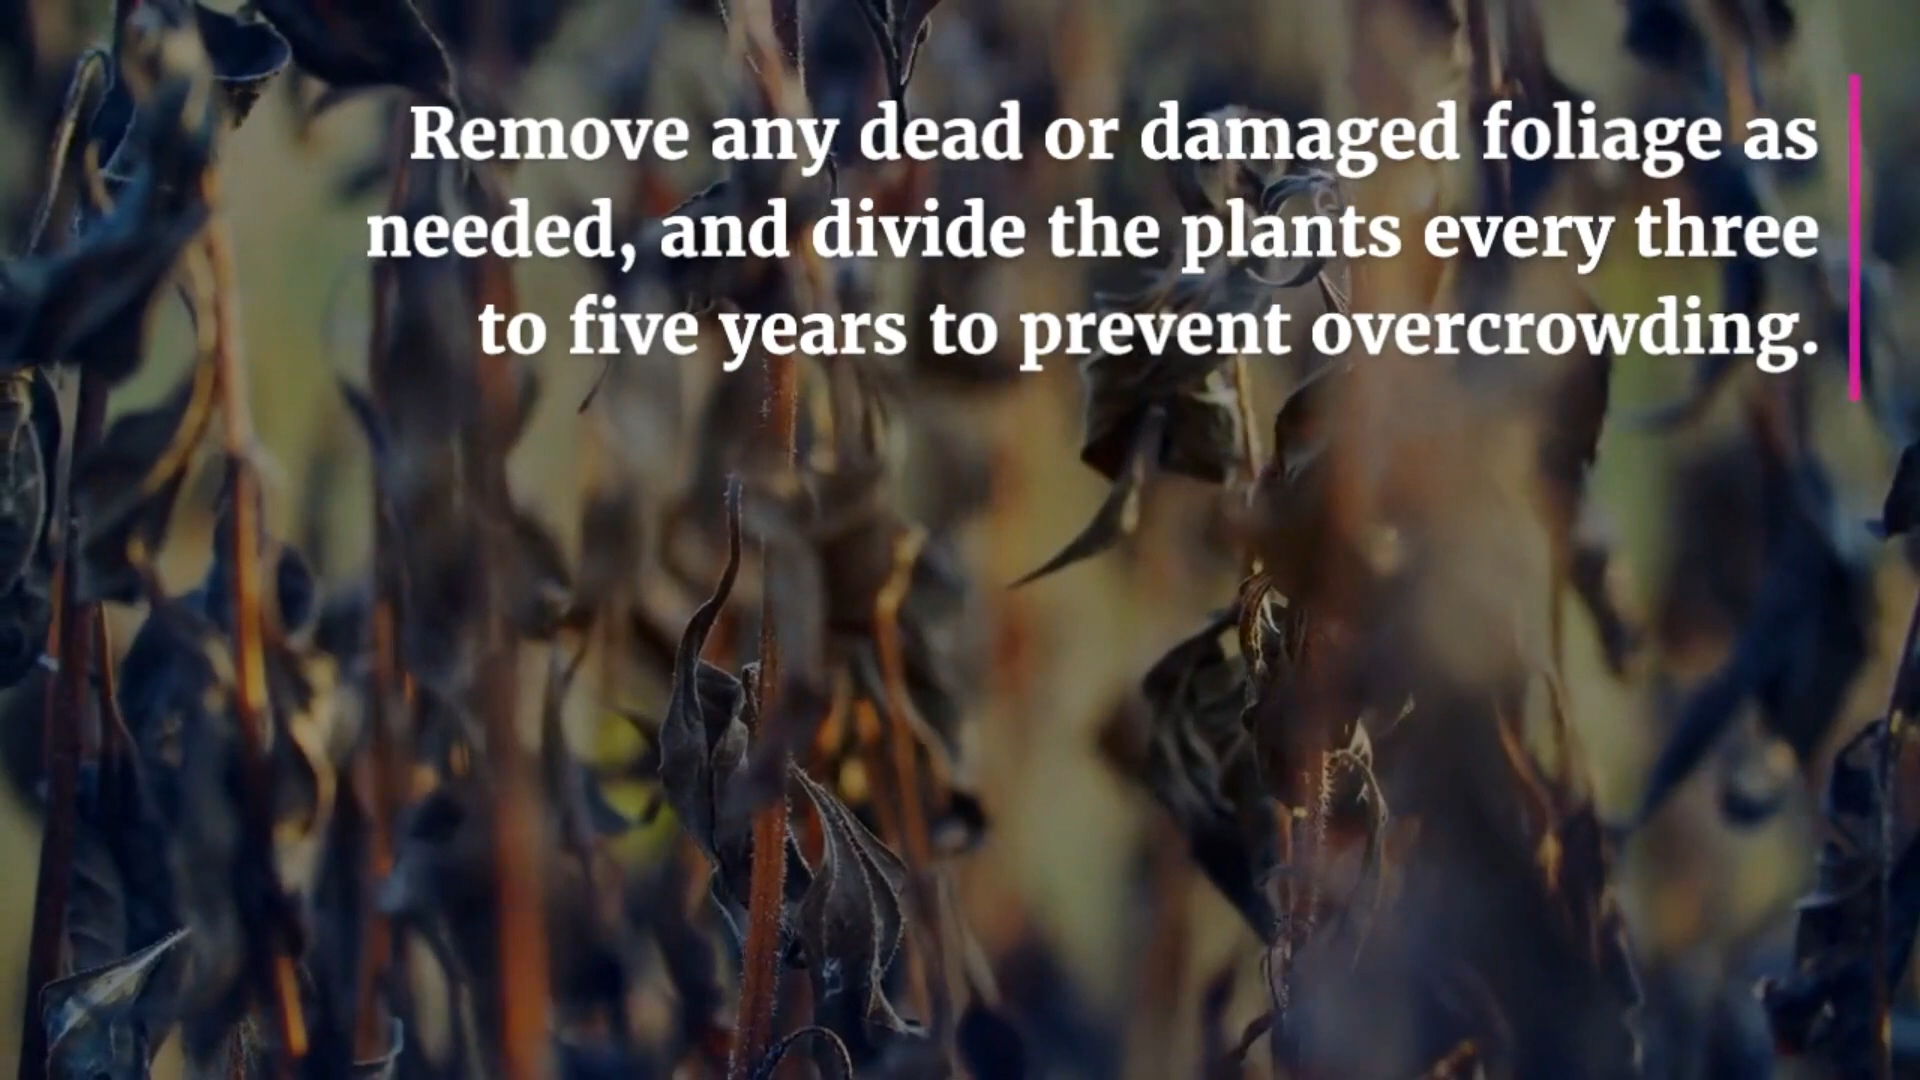 Remove any dead or damaged foliage as
needed, and divide the plants every three
to five years to prevent overcrowding.